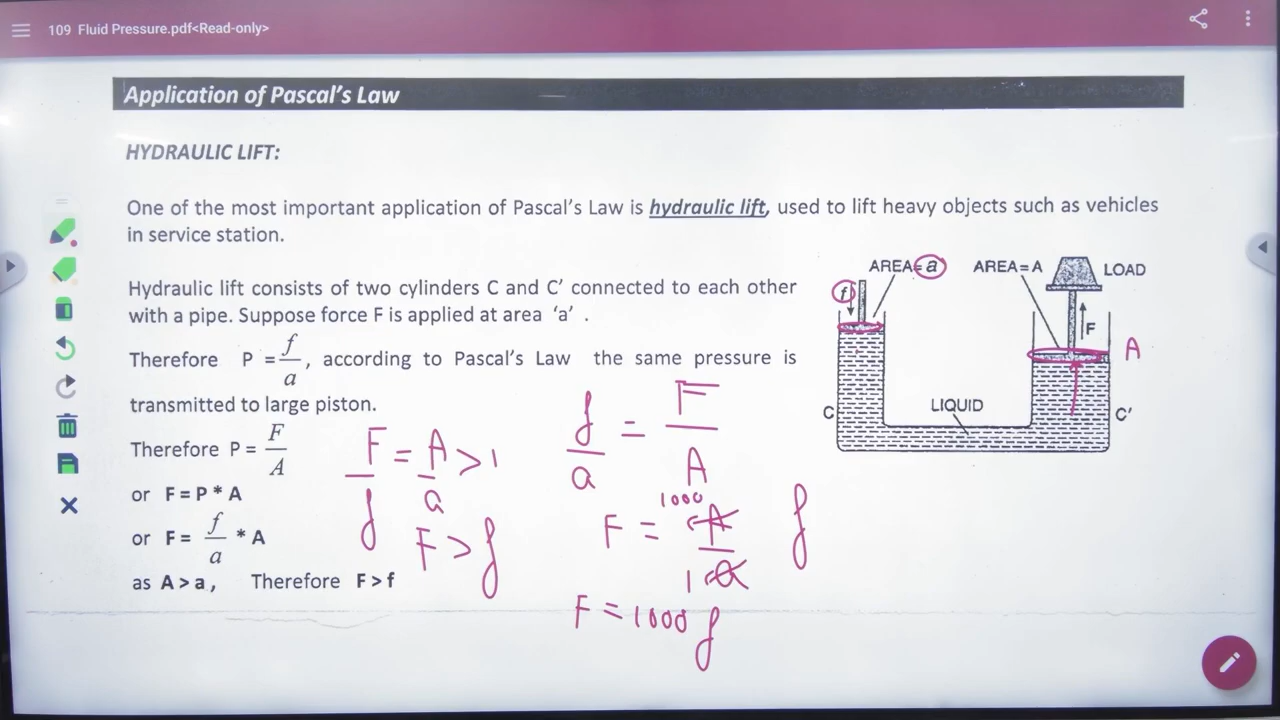 109 Fluid Pressure.pdf<Read-only>
Application of Pascal's Law
HYDRAULIC LIFT:
One of the most important application of Pascal's Law is hydraulic lift, used to lift heavy objects such as vehicles
in service station.
Hydraulic lift consists of two cylinders C and C' connected to each other
with a pipe. Suppose force F is applied at area 'a' .
Therefore P = f/a, according to Pascal's Law the same pressure is
transmitted to large piston.
Therefore P = F/A
or F = P * A
or F = f/a * A
as A > a, Therefore F > f
AREA = a
AREA = A
LOAD
f
F
A
C
LIQUID
C'
F/f = A/a > 1
F > f
f/a = F/A
F = 1000 A/1 a f
F = 1000 f